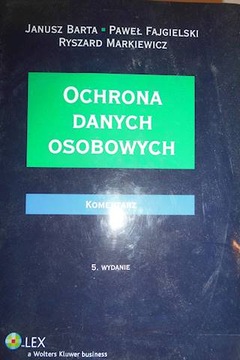 JANUSZ BARTA ▪ PAWEŁ FAJGIELSKI
RYSZARD MARKIEWICZ
OCHRONA
DANYCH
OSOBOWYCH
KOMENTARZ
5. WYDANIE
LEX
a Wolters Kluwer business